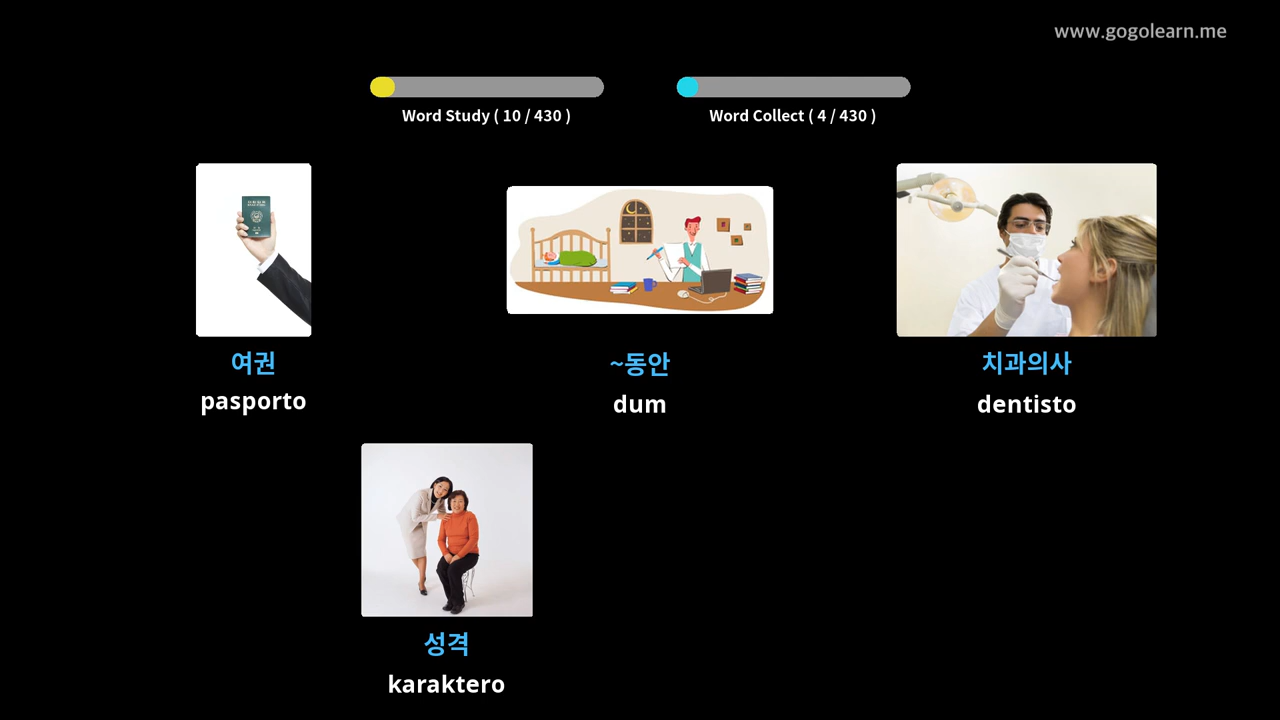 www.gogolearn.me
Word Study ( 10 / 430 )
Word Collect ( 4 / 430 )
여권
pasporto
~동안
dum
치과의사
dentisto
성격
karaktero